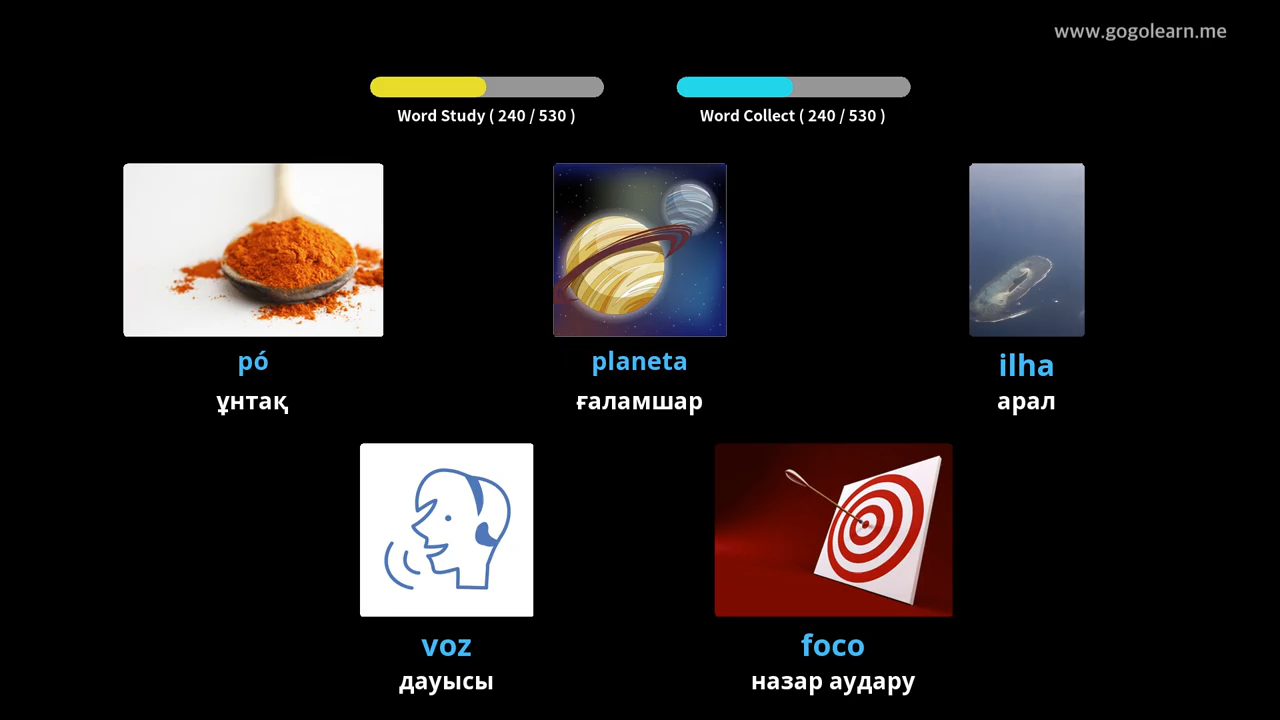 www.gogolearn.me
Word Study ( 240 / 530 )
Word Collect ( 240 / 530 )
pó
ұнтақ
planeta
ғаламшар
ilha
арал
voz
дауысы
foco
назар аудару